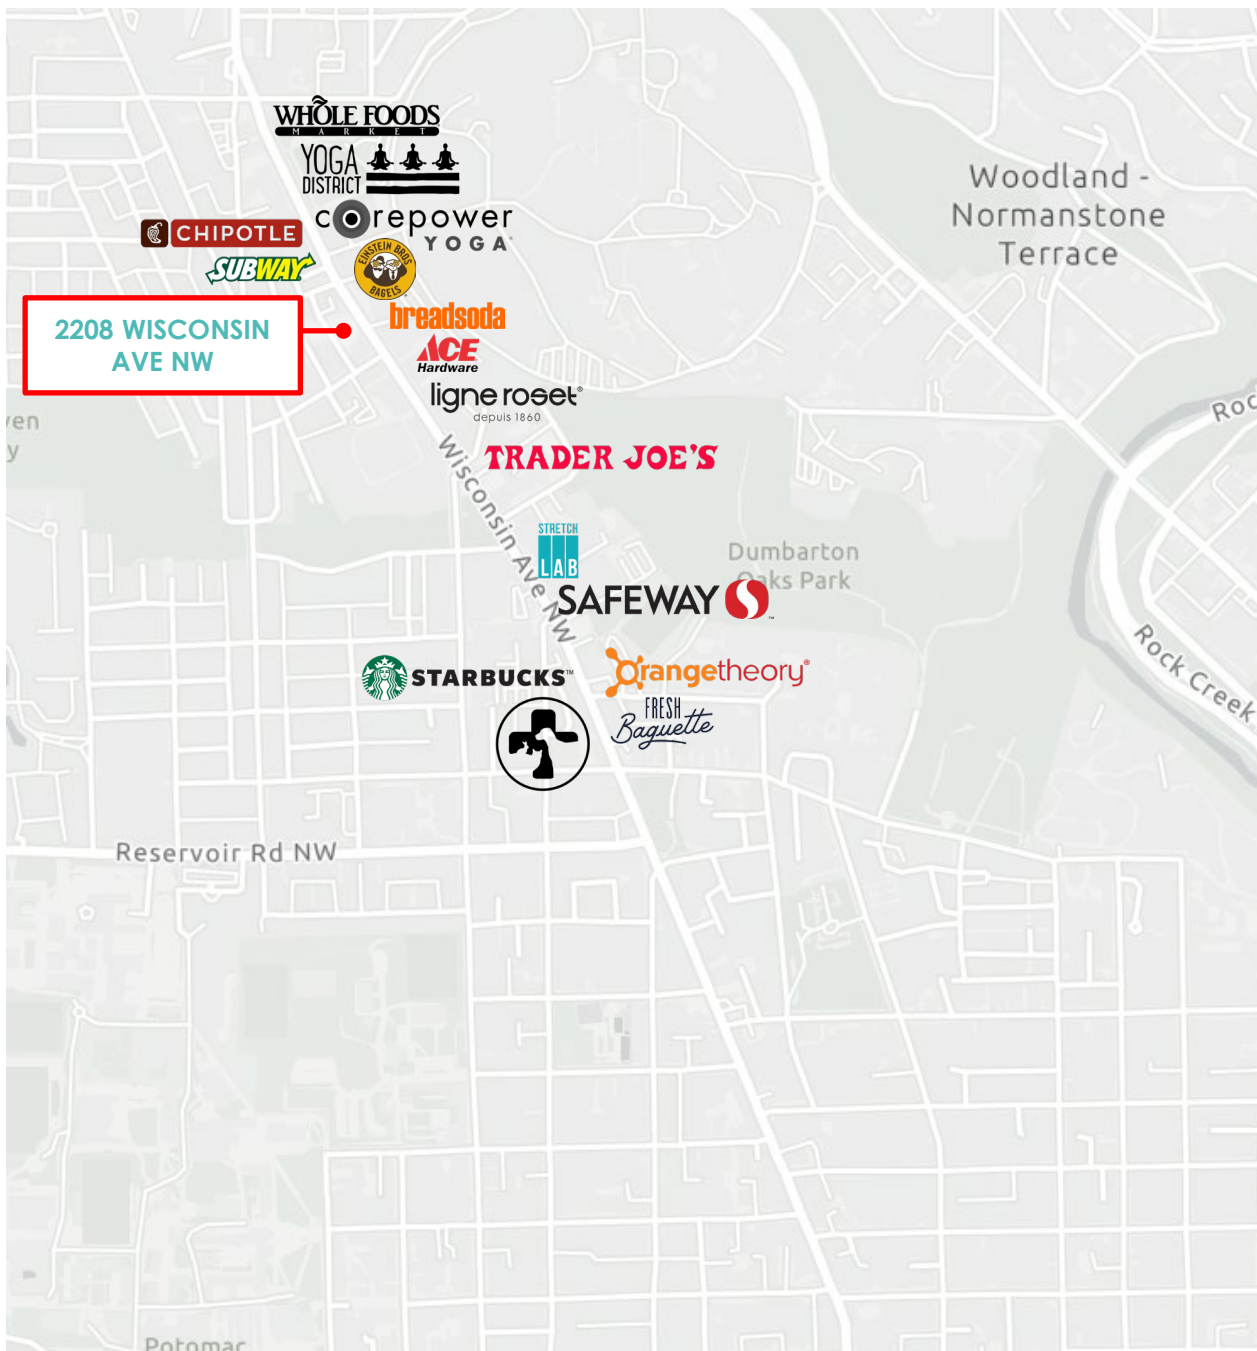 WHOLE FOODS
MARKET
YOGA
DISTRICT
corepower
YOGA
CHIPOTLE
SUBWAY
EINSTEIN BROS
BAGELS
breadsoda
2208 WISCONSIN
AVE NW
ACE
Hardware
ligne roset®
depuis 1860
TRADER JOE'S
Wisconsin Ave NW
STRETCH
LAB
SAFEWAY
STARBUCKS™
Orangetheory®
FRESH
Baguette
Woodland -
Normanstone
Terrace
Dumbarton
Oaks Park
Rock Creek
Reservoir Rd NW
Potomac